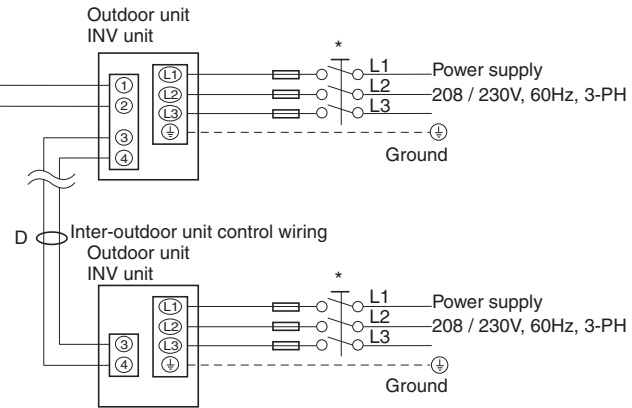 Outdoor unit
INV unit
*
1
2
3
4
L1
L2
L3
L1
L2
L3
Power supply
208 / 230V, 60Hz, 3-PH
Ground
D
Inter-outdoor unit control wiring
Outdoor unit
INV unit
*
3
4
L1
L2
L3
L1
L2
L3
Power supply
208 / 230V, 60Hz, 3-PH
Ground